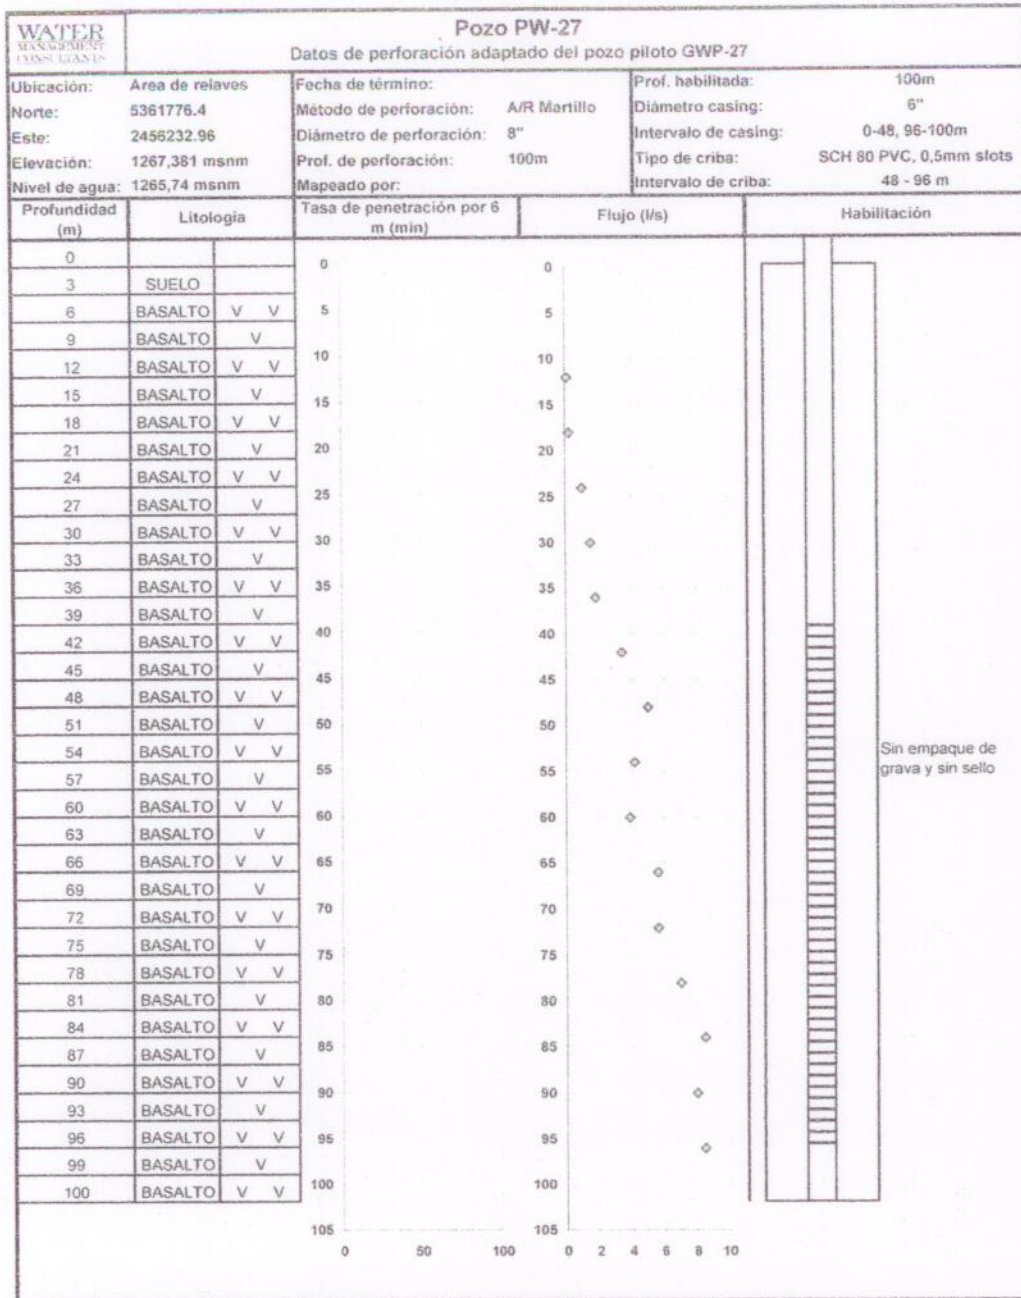 WATER
MANAGEMENT
CONSULTANTS
Pozo PW-27
Datos de perforación adaptado del pozo piloto GWP-27
Ubicación: Area de relaves
Norte: 5361776.4
Este: 2456232.96
Elevación: 1267,381 msnm
Nivel de agua: 1265,74 msnm
Fecha de término:
Método de perforación: A/R Martillo
Diámetro de perforación: 8"
Prof. de perforación: 100m
Mapeado por:
Prof. habilitada: 100m
Diámetro casing: 6"
Intervalo de casing: 0-48, 96-100m
Tipo de criba: SCH 80 PVC, 0,5mm slots
Intervalo de criba: 48 - 96 m
Profundidad (m) Litología Tasa de penetración por 6 m (min) Flujo (l/s) Habilitación
0
3 SUELO
6 BASALTO V V
9 BASALTO V
12 BASALTO V V
15 BASALTO V
18 BASALTO V V
21 BASALTO V
24 BASALTO V V
27 BASALTO V
30 BASALTO V V
33 BASALTO V
36 BASALTO V V
39 BASALTO V
42 BASALTO V V
45 BASALTO V
48 BASALTO V V
51 BASALTO V
54 BASALTO V V
57 BASALTO V
60 BASALTO V V
63 BASALTO V
66 BASALTO V V
69 BASALTO V
72 BASALTO V V
75 BASALTO V
78 BASALTO V V
81 BASALTO V
84 BASALTO V V
87 BASALTO V
90 BASALTO V V
93 BASALTO V
96 BASALTO V V
99 BASALTO V
100 BASALTO V V
0
5
10
15
20
25
30
35
40
45
50
55
60
65
70
75
80
85
90
95
100
105
0 50 100
0
5
10
15
20
25
30
35
40
45
50
55
60
65
70
75
80
85
90
95
100
105
0 2 4 6 8 10
Sin empaque de
grava y sin sello